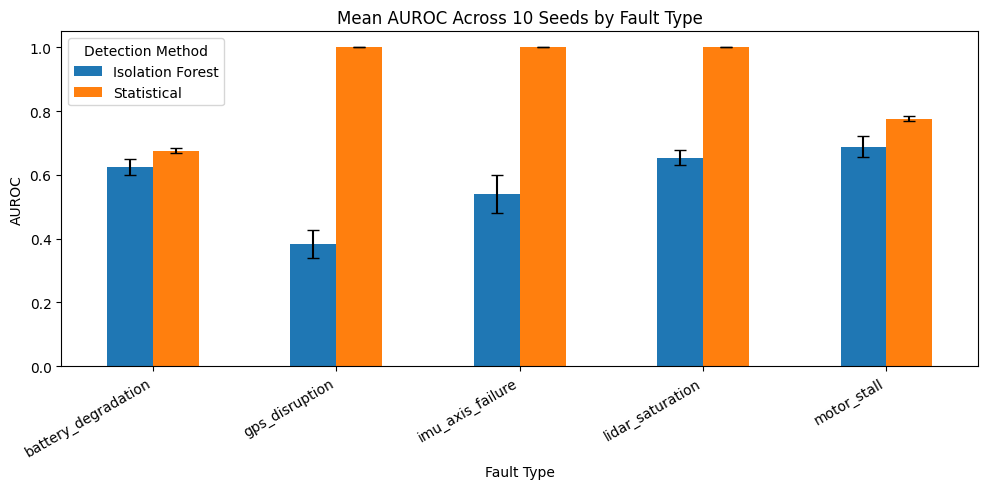 Mean AUROC Across 10 Seeds by Fault Type
Detection Method
Isolation Forest
Statistical
AUROC
1.0
0.8
0.6
0.4
0.2
0.0
battery_degradation
gps_disruption
imu_axis_failure
lidar_saturation
motor_stall
Fault Type